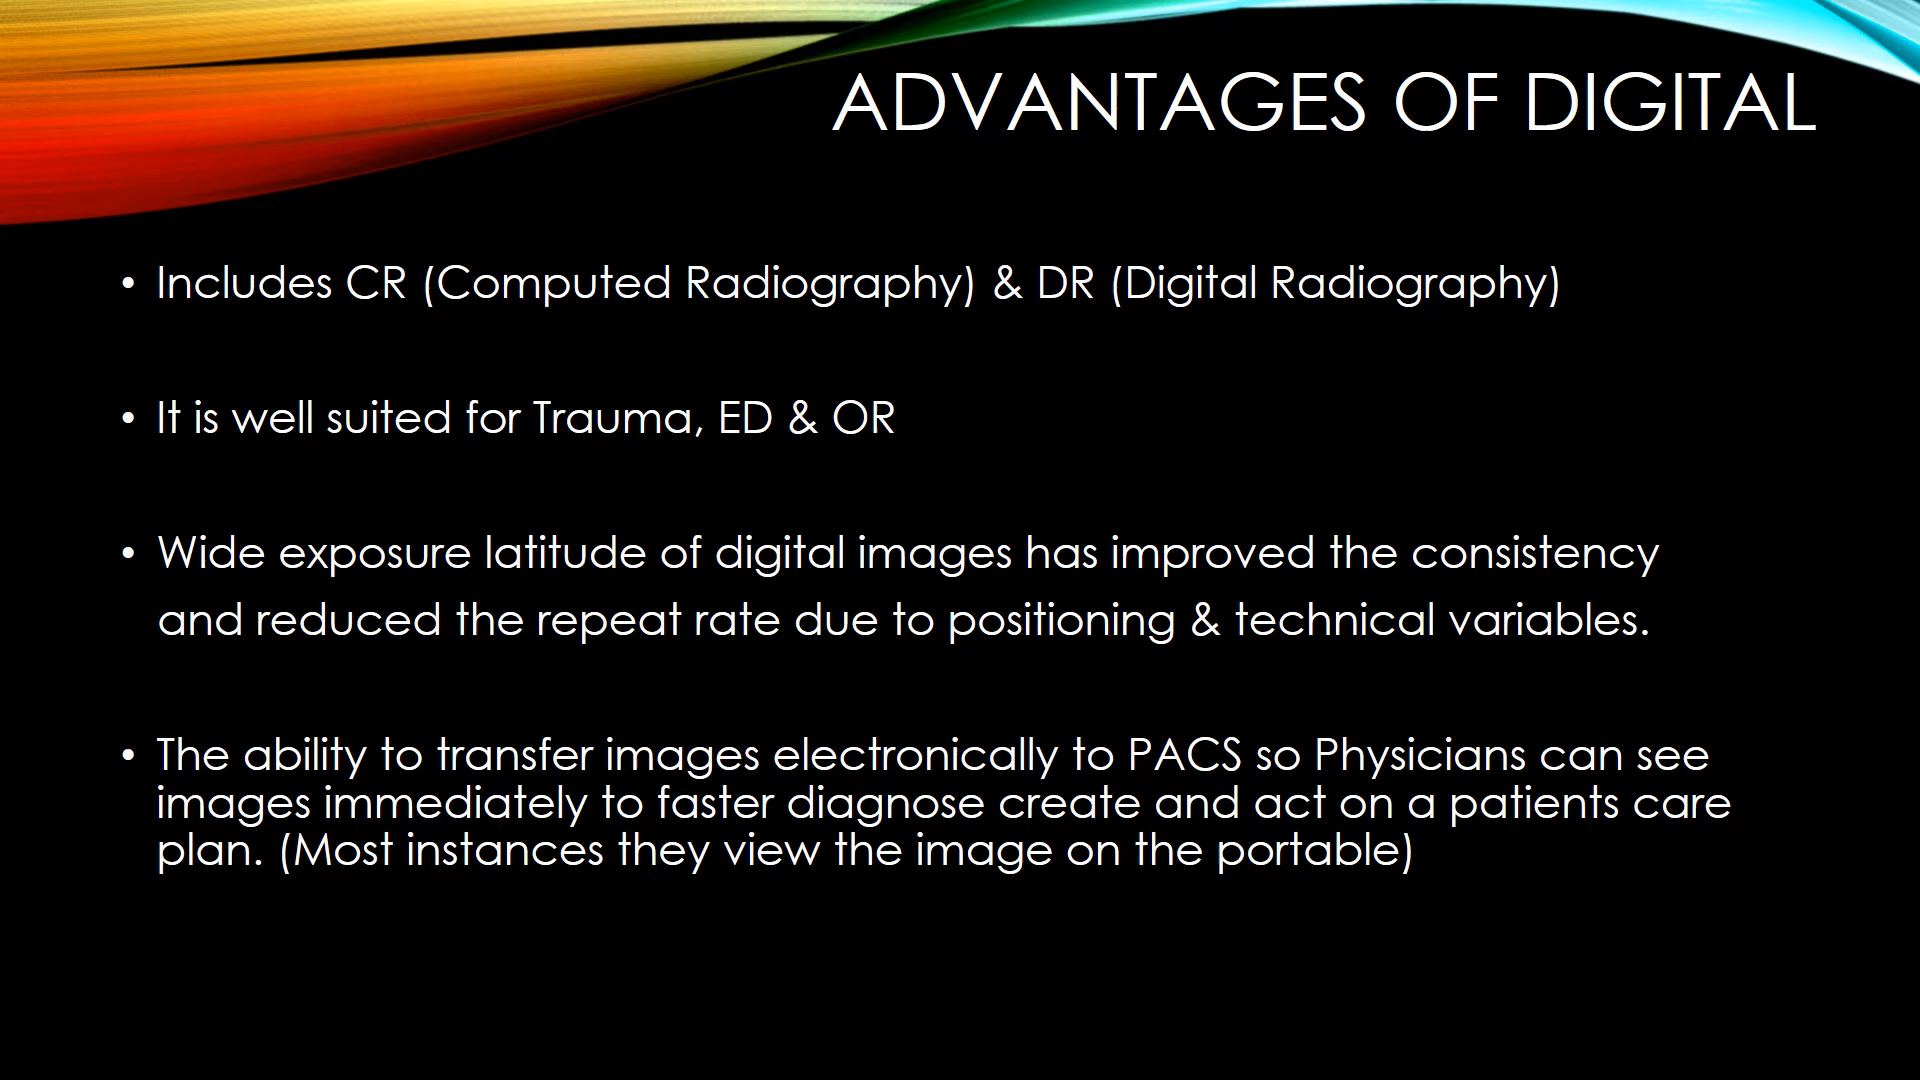 ADVANTAGES OF DIGITAL
• Includes CR (Computed Radiography) & DR (Digital Radiography)
• It is well suited for Trauma, ED & OR
• Wide exposure latitude of digital images has improved the consistency
and reduced the repeat rate due to positioning & technical variables.
• The ability to transfer images electronically to PACS so Physicians can see
images immediately to faster diagnose create and act on a patients care
plan. (Most instances they view the image on the portable)